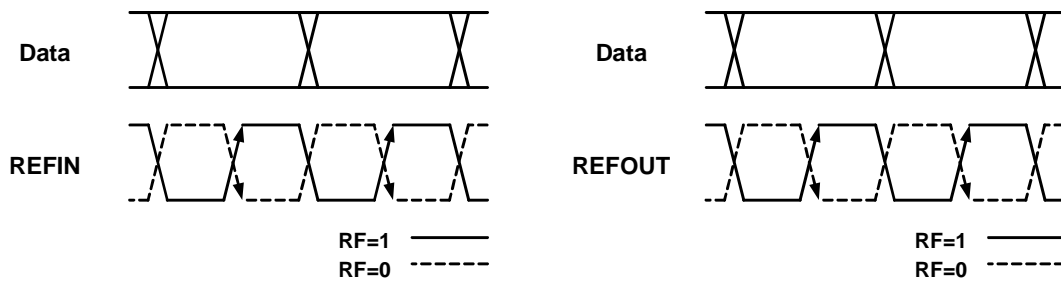 Data
REFIN
RF=1
RF=0
Data
REFOUT
RF=1
RF=0